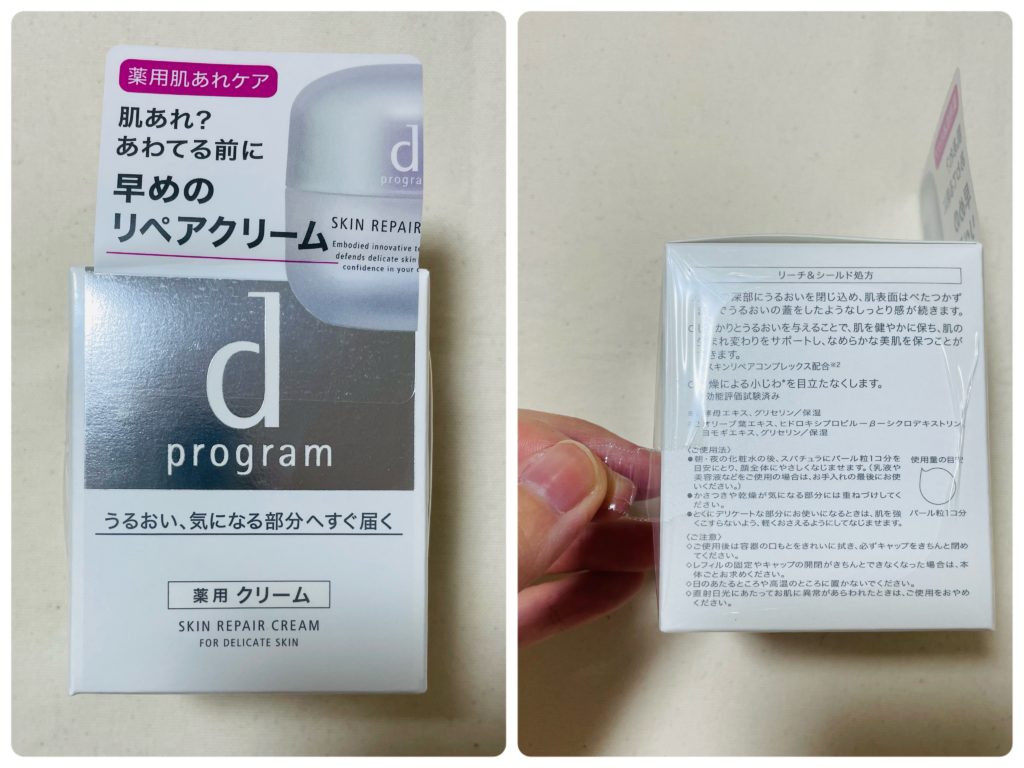 薬用肌あれケア
肌あれ?
あわてる前に
早めの
リペアクリーム
d
program
SKIN REPAIR
Embodied innovative
defends delicate skin
confidence in your
d
program
うるおい、気になる部分へすぐ届く
薬用 クリーム
SKIN REPAIR CREAM
FOR DELICATE SKIN
リーチ&シールド処方
深部にうるおいを閉じ込め、肌表面はべたつかず
でうるおいの蓋をしたようなしっとり感が続きます。
かりとうるおいを与えることで、肌を健やかに保ち、肌の
まれ変わりをサポートし、なめらかな美肌を保つことが
きます。
スキンリペアコンプレックス配合※2
燥による小じわ*を目立たなくします。
効能評価試験済み
酵母エキス、グリセリン/保湿
オリーブ葉エキス、ヒドロキシプロピル-β-シクロデキストリン
ヨモギエキス、グリセリン/保湿
〈ご使用法〉
●朝・夜の化粧水の後、スパチュラにパール粒1コ分を
目安にとり、顔全体にやさしくなじませます。(乳液や
美容液などをご使用の場合は、お手入れの最後にお使
いください。)
●かさつきや乾燥が気になる部分には重ねづけしてく
ださい。
●とくにデリケートな部分にお使いになるときは、肌を強
くこすらないよう、軽くおさえるようにしてなじませます。
使用量の目安
パール粒1コ分
〈ご注意〉
◇ご使用後は容器の口もとをきれいに拭き、必ずキャップをきちんと閉め
てください。
◇レフィルの固定やキャップの開閉がきちんとできなくなった場合は、本
体ごとお求めください。
◇日のあたるところや高温のところに置かないでください。
◇直射日光にあたってお肌に異常があらわれたときは、ご使用をおやめ
ください。